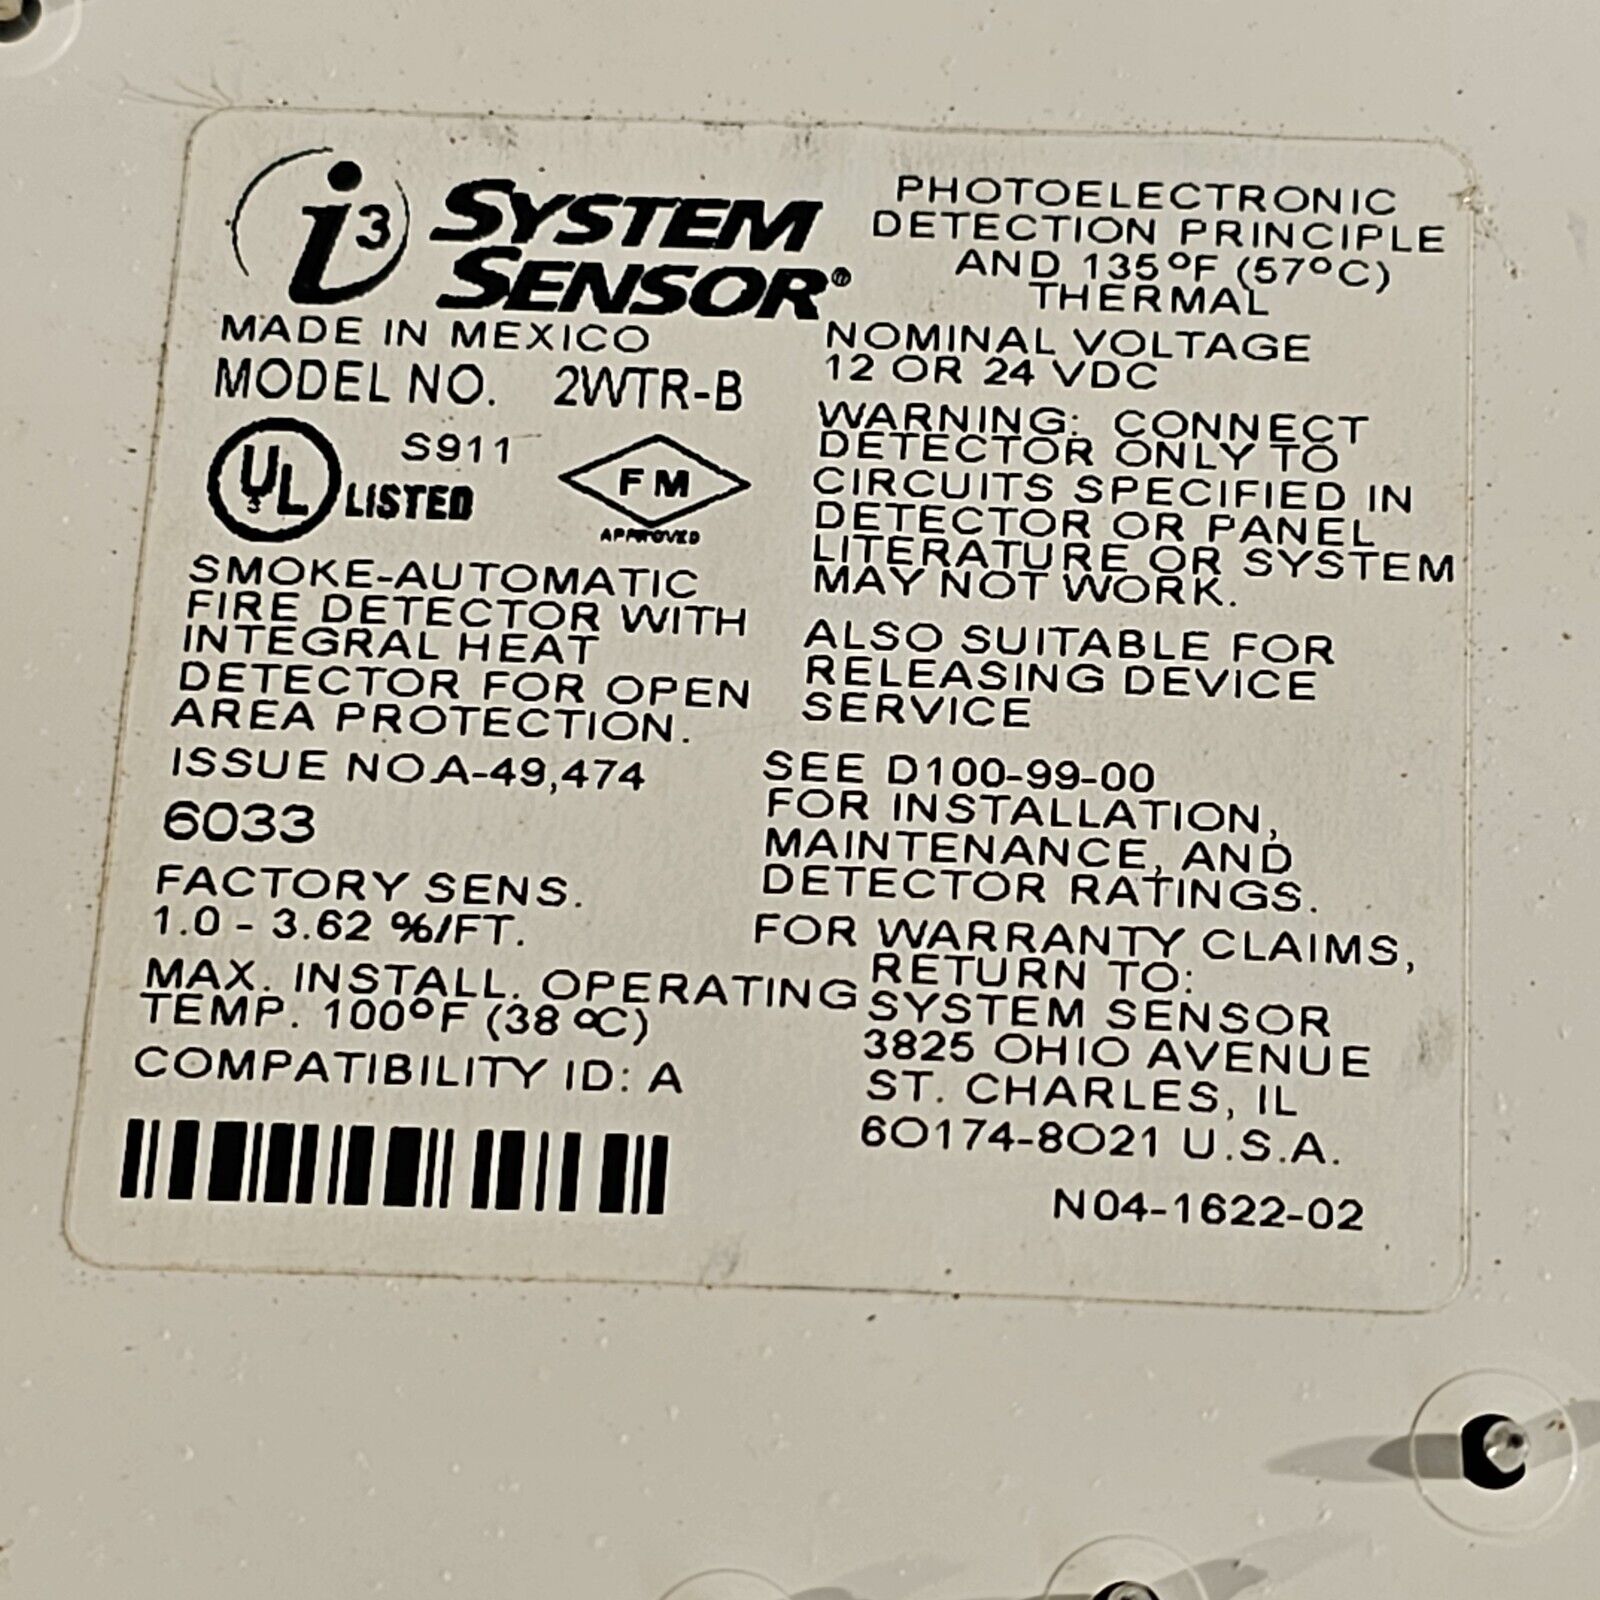 i3 SYSTEM
SENSOR®
MADE IN MEXICO
MODEL NO. 2WTR-B
S911
UL LISTED
3
FM
APPROVED
SMOKE-AUTOMATIC
FIRE DETECTOR WITH
INTEGRAL HEAT
DETECTOR FOR OPEN
AREA PROTECTION.
ISSUE NO.A-49,474
6033
FACTORY SENS.
1.0 - 3.62 %/FT.
MAX. INSTALL. OPERATING
TEMP. 100°F (38°C)
COMPATIBILITY ID: A
PHOTOELECTRONIC
DETECTION PRINCIPLE
AND 135°F (57°C)
THERMAL
NOMINAL VOLTAGE
12 OR 24 VDC
WARNING: CONNECT
DETECTOR ONLY TO
CIRCUITS SPECIFIED IN
DETECTOR OR PANEL
LITERATURE OR SYSTEM
MAY NOT WORK.
ALSO SUITABLE FOR
RELEASING DEVICE
SERVICE
SEE D100-99-00
FOR INSTALLATION,
MAINTENANCE, AND
DETECTOR RATINGS.
FOR WARRANTY CLAIMS,
RETURN TO:
SYSTEM SENSOR
3825 OHIO AVENUE
ST. CHARLES, IL
60174-8021 U.S.A.
N04-1622-02